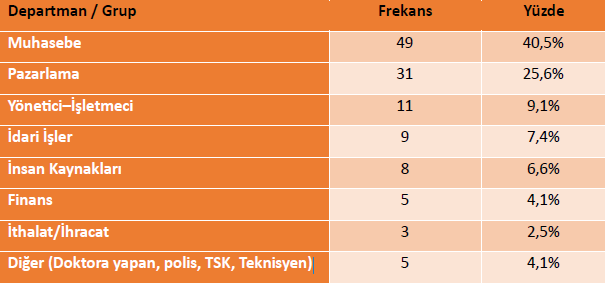 Departman / Grup Frekans Yüzde
Muhasebe 49 40,5%
Pazarlama 31 25,6%
Yönetici–İşletmeci 11 9,1%
İdari İşler 9 7,4%
İnsan Kaynakları 8 6,6%
Finans 5 4,1%
İthalat/İhracat 3 2,5%
Diğer (Doktora yapan, polis, TSK, Teknisyen) 5 4,1%